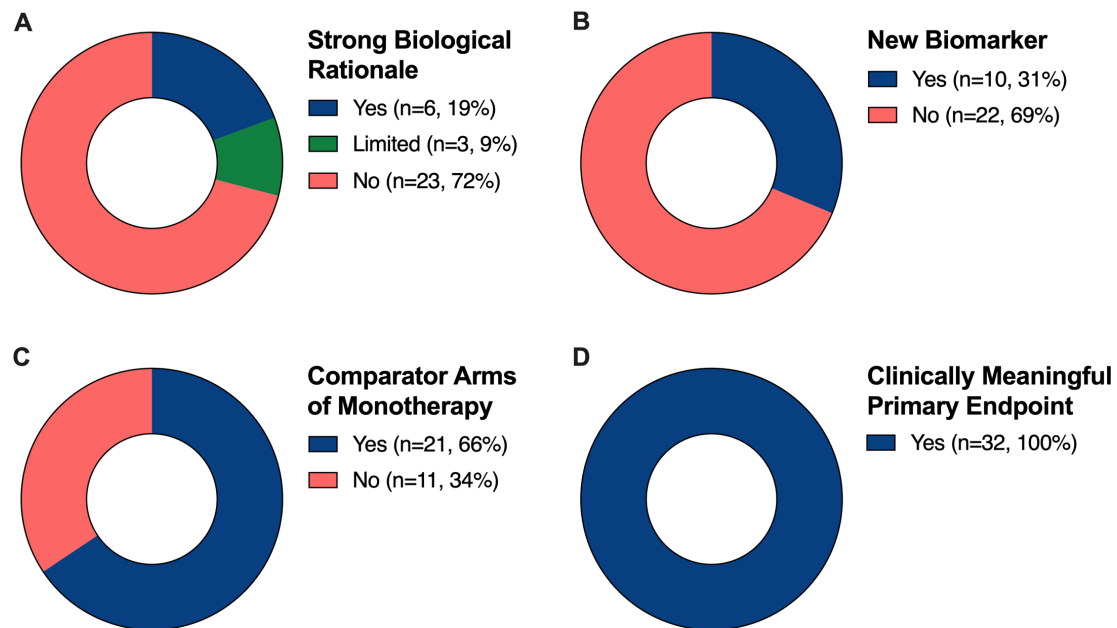 A
Strong Biological
Rationale
Yes (n=6, 19%)
Limited (n=3, 9%)
No (n=23, 72%)
B
New Biomarker
Yes (n=10, 31%)
No (n=22, 69%)
C
Comparator Arms
of Monotherapy
Yes (n=21, 66%)
No (n=11, 34%)
D
Clinically Meaningful
Primary Endpoint
Yes (n=32, 100%)